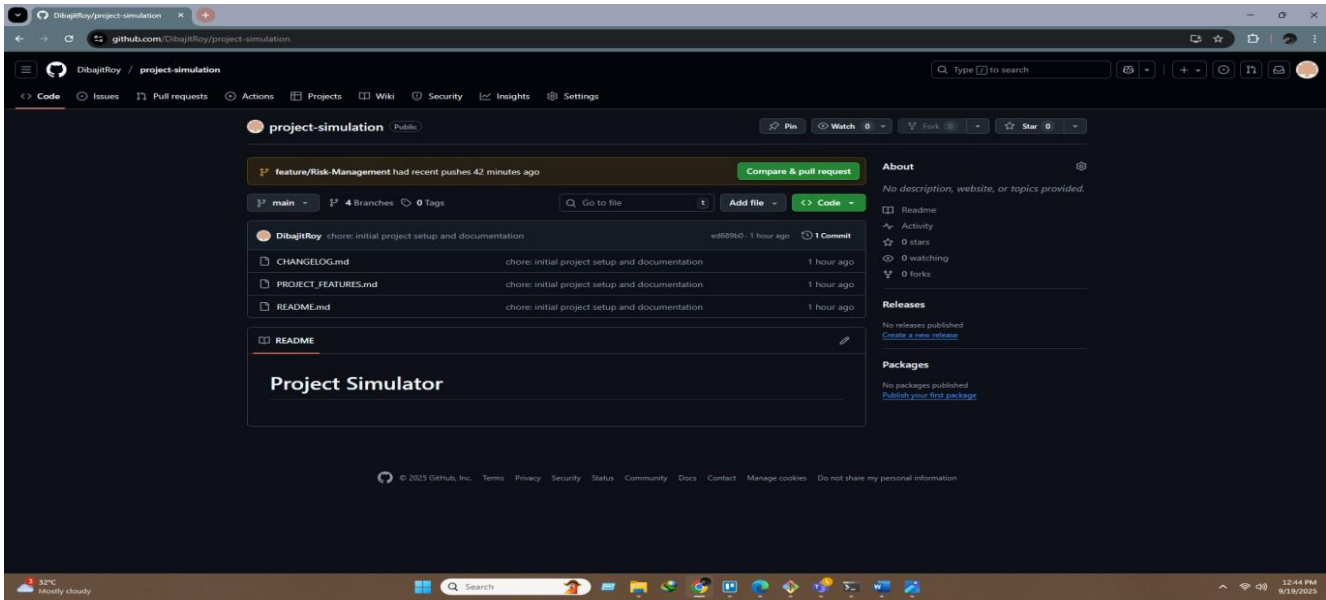 DibajitRoy/project-simulation
github.com/DibajitRoy/project-simulation
DibajitRoy / project-simulation
Type / to search
Code Issues Pull requests Actions Projects Wiki Security Insights Settings
project-simulation Public
Pin Watch 0 Fork 0 Star 0
feature/Risk-Management had recent pushes 42 minutes ago
Compare & pull request
main 4 Branches 0 Tags
Go to file t
Add file Code
DibajitRoy chore: initial project setup and documentation ed689b0 · 1 hour ago 1 Commit
CHANGELOG.md chore: initial project setup and documentation 1 hour ago
PROJECT_FEATURES.md chore: initial project setup and documentation 1 hour ago
README.md chore: initial project setup and documentation 1 hour ago
README
Project Simulator
About
No description, website, or topics provided.
Readme
Activity
0 stars
0 watching
0 forks
Releases
No releases published
Create a new release
Packages
No packages published
Publish your first package
© 2025 GitHub, Inc. Terms Privacy Security Status Community Docs Contact Manage cookies Do not share my personal information
3
32°C
Mostly cloudy
Search
12:44 PM
9/19/2025